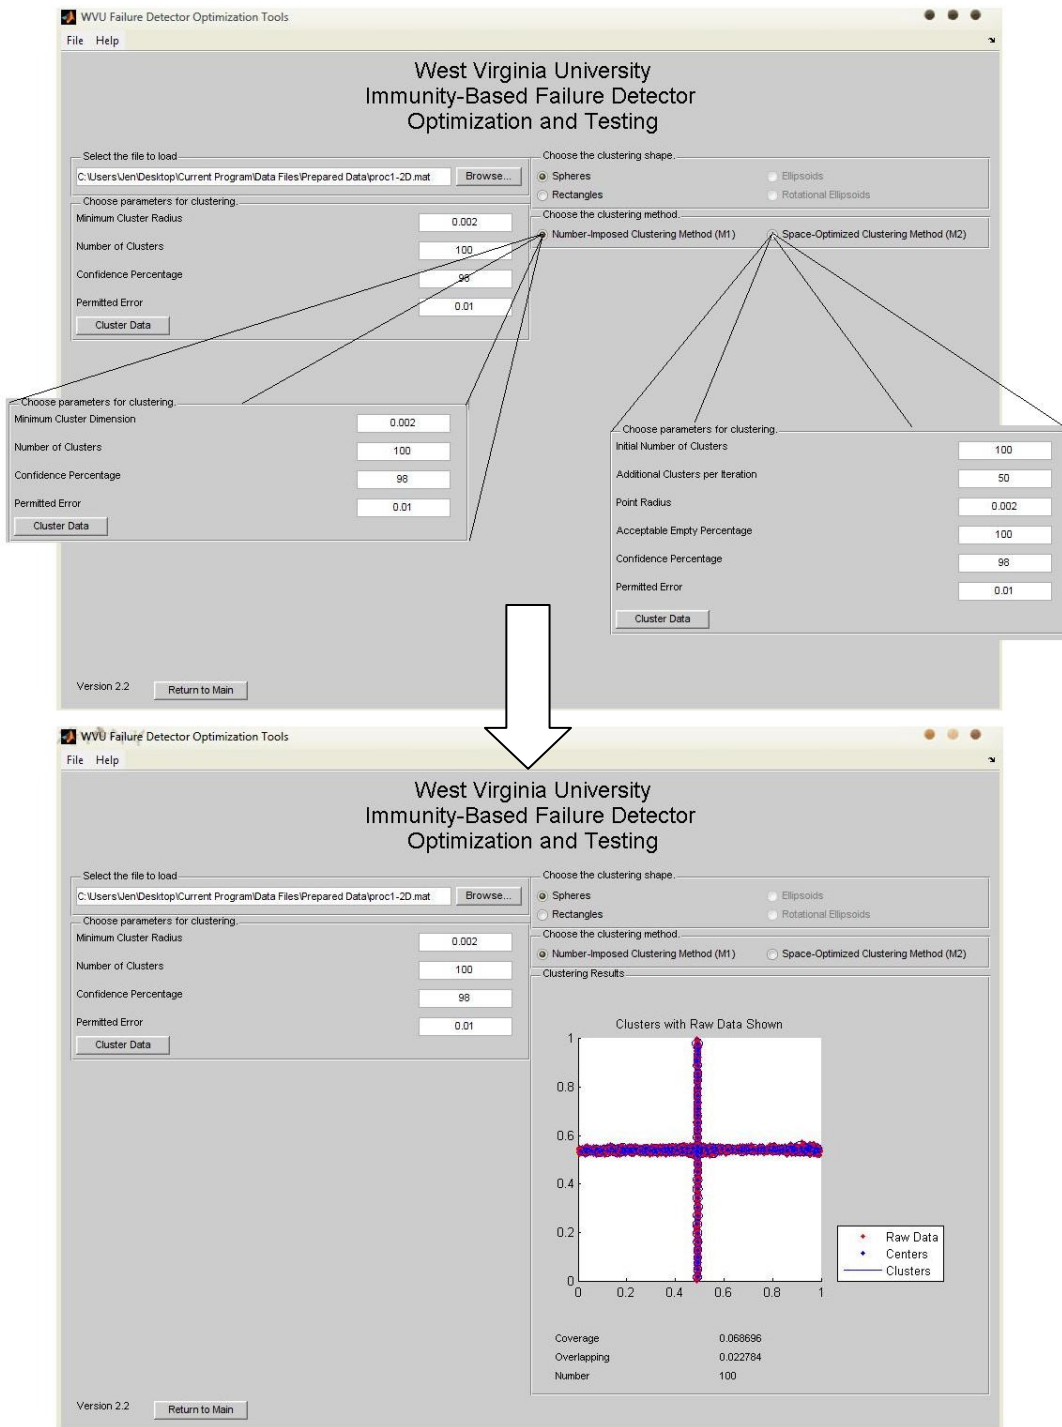 WVU Failure Detector Optimization Tools
File Help
West Virginia University
Immunity-Based Failure Detector
Optimization and Testing
Select the file to load
C:\Users\Jen\Desktop\Current Program\Data Files\Prepared Data\proc1-2D.mat Browse...
Choose parameters for clustering.
Minimum Cluster Radius 0.002
Number of Clusters 100
Confidence Percentage 98
Permitted Error 0.01
Cluster Data
Choose the clustering shape.
Spheres Ellipsoids
Rectangles Rotational Ellipsoids
Choose the clustering method.
Number-Imposed Clustering Method (M1) Space-Optimized Clustering Method (M2)
Choose parameters for clustering.
Minimum Cluster Dimension 0.002
Number of Clusters 100
Confidence Percentage 98
Permitted Error 0.01
Cluster Data
Choose parameters for clustering.
Initial Number of Clusters 100
Additional Clusters per Iteration 50
Point Radius 0.002
Acceptable Empty Percentage 100
Confidence Percentage 98
Permitted Error 0.01
Cluster Data
Version 2.2 Return to Main
WVU Failure Detector Optimization Tools
File Help
West Virginia University
Immunity-Based Failure Detector
Optimization and Testing
Select the file to load
C:\Users\Jen\Desktop\Current Program\Data Files\Prepared Data\proc1-2D.mat Browse...
Choose parameters for clustering.
Minimum Cluster Radius 0.002
Number of Clusters 100
Confidence Percentage 98
Permitted Error 0.01
Cluster Data
Choose the clustering shape.
Spheres Ellipsoids
Rectangles Rotational Ellipsoids
Choose the clustering method.
Number-Imposed Clustering Method (M1) Space-Optimized Clustering Method (M2)
Clustering Results
Clusters with Raw Data Shown
1
0.8
0.6
0.4
0.2
0
0 0.2 0.4 0.6 0.8 1
Raw Data
Centers
Clusters
Coverage 0.068696
Overlapping 0.022784
Number 100
Version 2.2 Return to Main